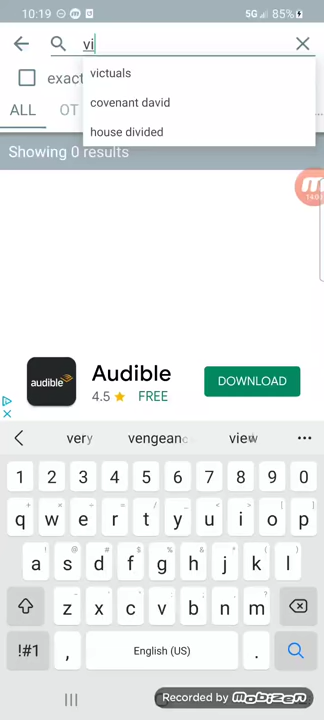 10:19 5G 85%
vi
exact
victuals
covenant david
house divided
ALL OT
Showing 0 results
audible Audible
4.5 ★ FREE DOWNLOAD
very vengeanc view
1 2 3 4 5 6 7 8 9 0
q w e r t y u i o p
a s d f g h j k l
z x c v b n m
!#1 , English (US) .
Recorded by mobizen